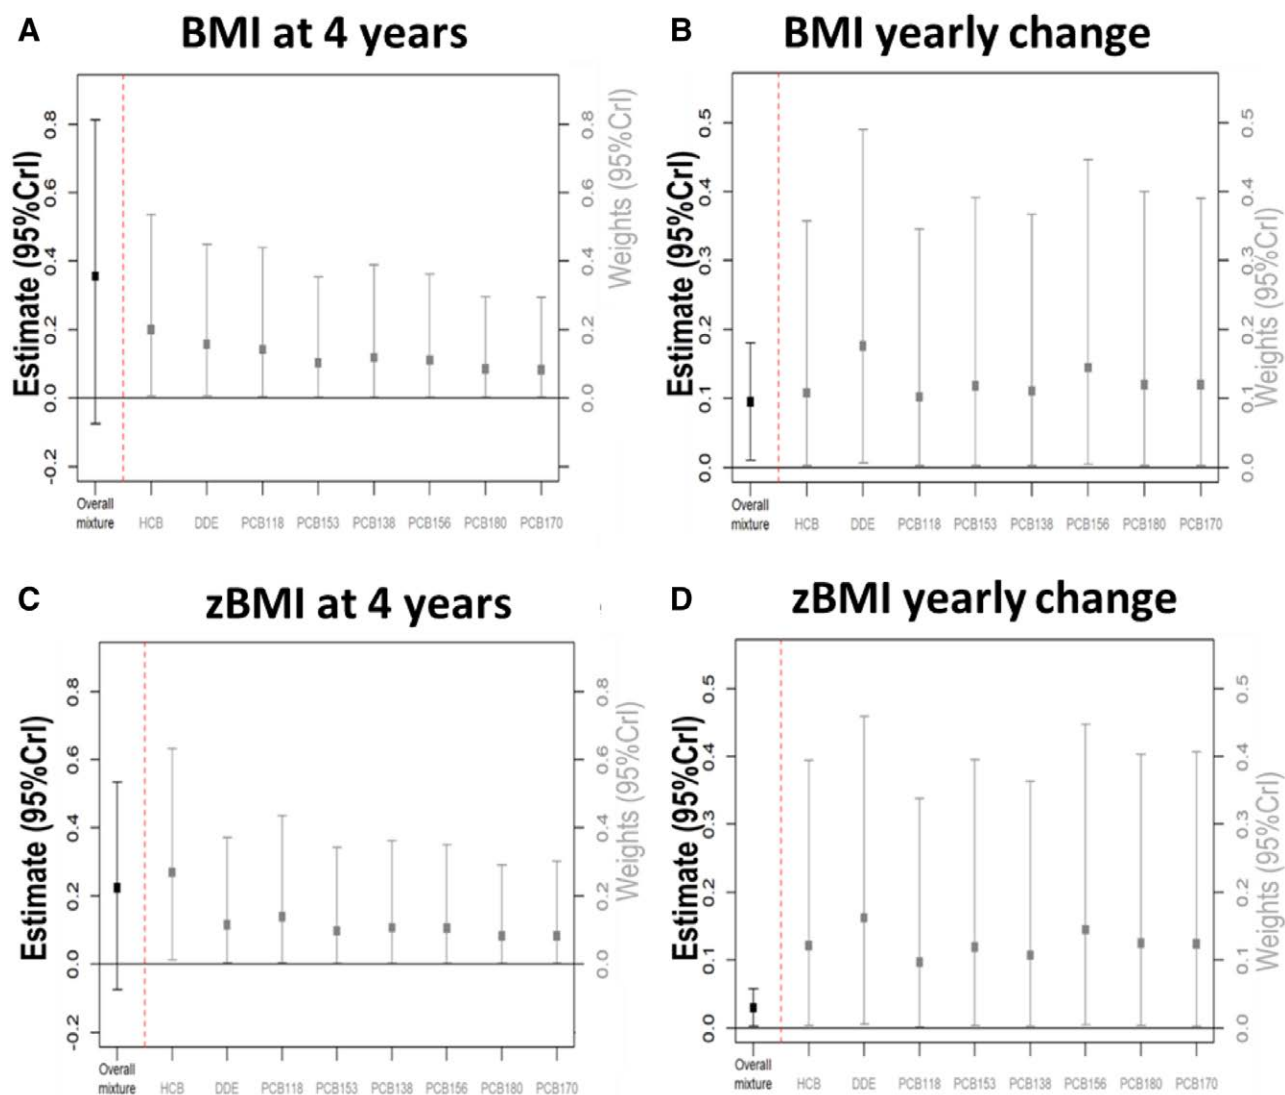 A
BMI at 4 years
Estimate (95%CrI)
-0.2 0.0 0.2 0.4 0.6 0.8
0.0 0.2 0.4 0.6 0.8
Weights (95%CrI)
Overall mixture HCB DDE PCB118 PCB153 PCB138 PCB156 PCB180 PCB170
B
BMI yearly change
Estimate (95%CrI)
0.0 0.1 0.2 0.3 0.4 0.5
0.0 0.1 0.2 0.3 0.4 0.5
Weights (95%CrI)
Overall mixture HCB DDE PCB118 PCB153 PCB138 PCB156 PCB180 PCB170
C
zBMI at 4 years
Estimate (95%CrI)
-0.2 0.0 0.2 0.4 0.6 0.8
0.0 0.2 0.4 0.6 0.8
Weights (95%CrI)
Overall mixture HCB DDE PCB118 PCB153 PCB138 PCB156 PCB180 PCB170
D
zBMI yearly change
Estimate (95%CrI)
0.0 0.1 0.2 0.3 0.4 0.5
0.0 0.1 0.2 0.3 0.4 0.5
Weights (95%CrI)
Overall mixture HCB DDE PCB118 PCB153 PCB138 PCB156 PCB180 PCB170